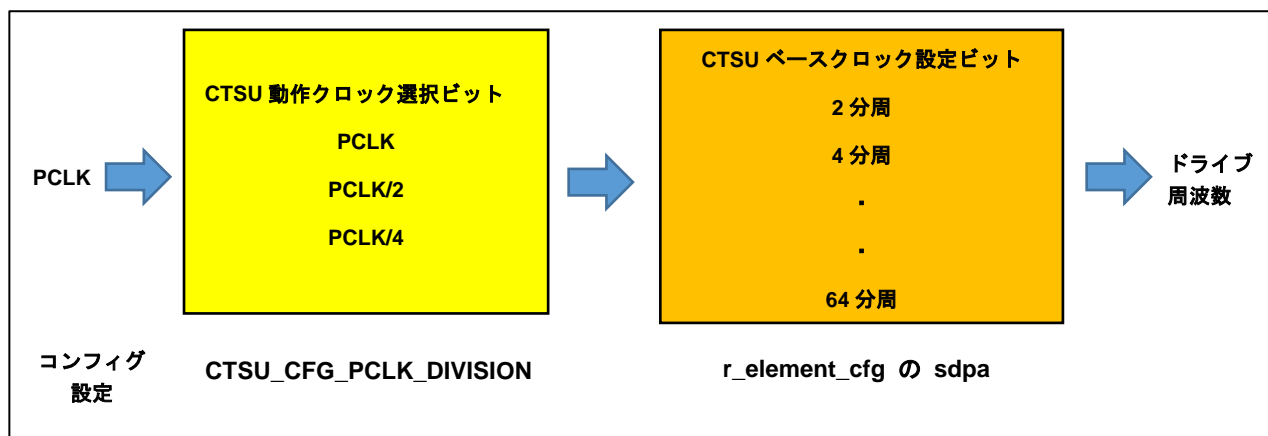 PCLK
CTSU 動作クロック選択ビット
PCLK
PCLK/2
PCLK/4
CTSU ベースクロック設定ビット
2 分周
4 分周
・
・
64 分周
ドライブ
周波数
コンフィグ
設定
CTSU_CFG_PCLK_DIVISION
r_element_cfg の sdpa